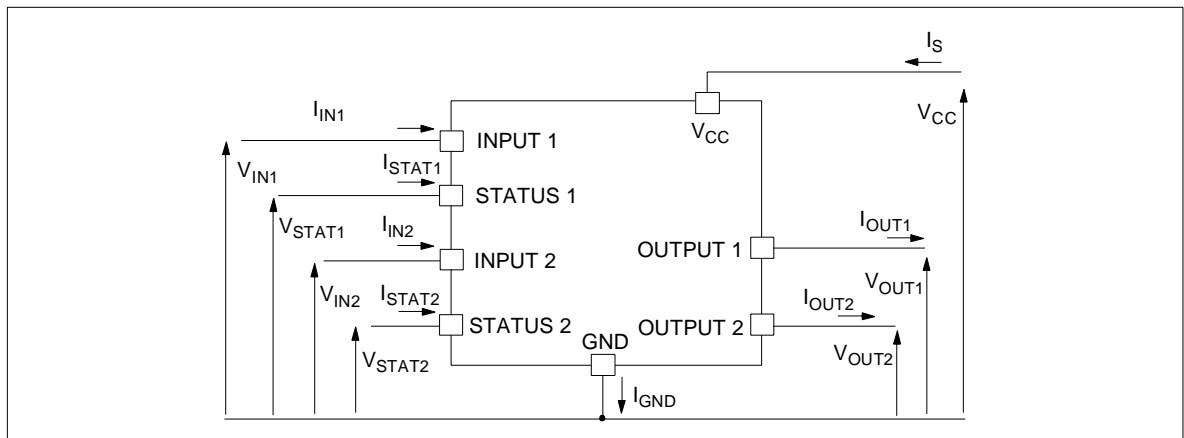 I_S
V_CC
V_CC
I_IN1
INPUT 1
V_IN1
I_STAT1
STATUS 1
V_STAT1
I_IN2
INPUT 2
V_IN2
I_STAT2
STATUS 2
V_STAT2
OUTPUT 1
I_OUT1
V_OUT1
OUTPUT 2
I_OUT2
V_OUT2
GND
I_GND